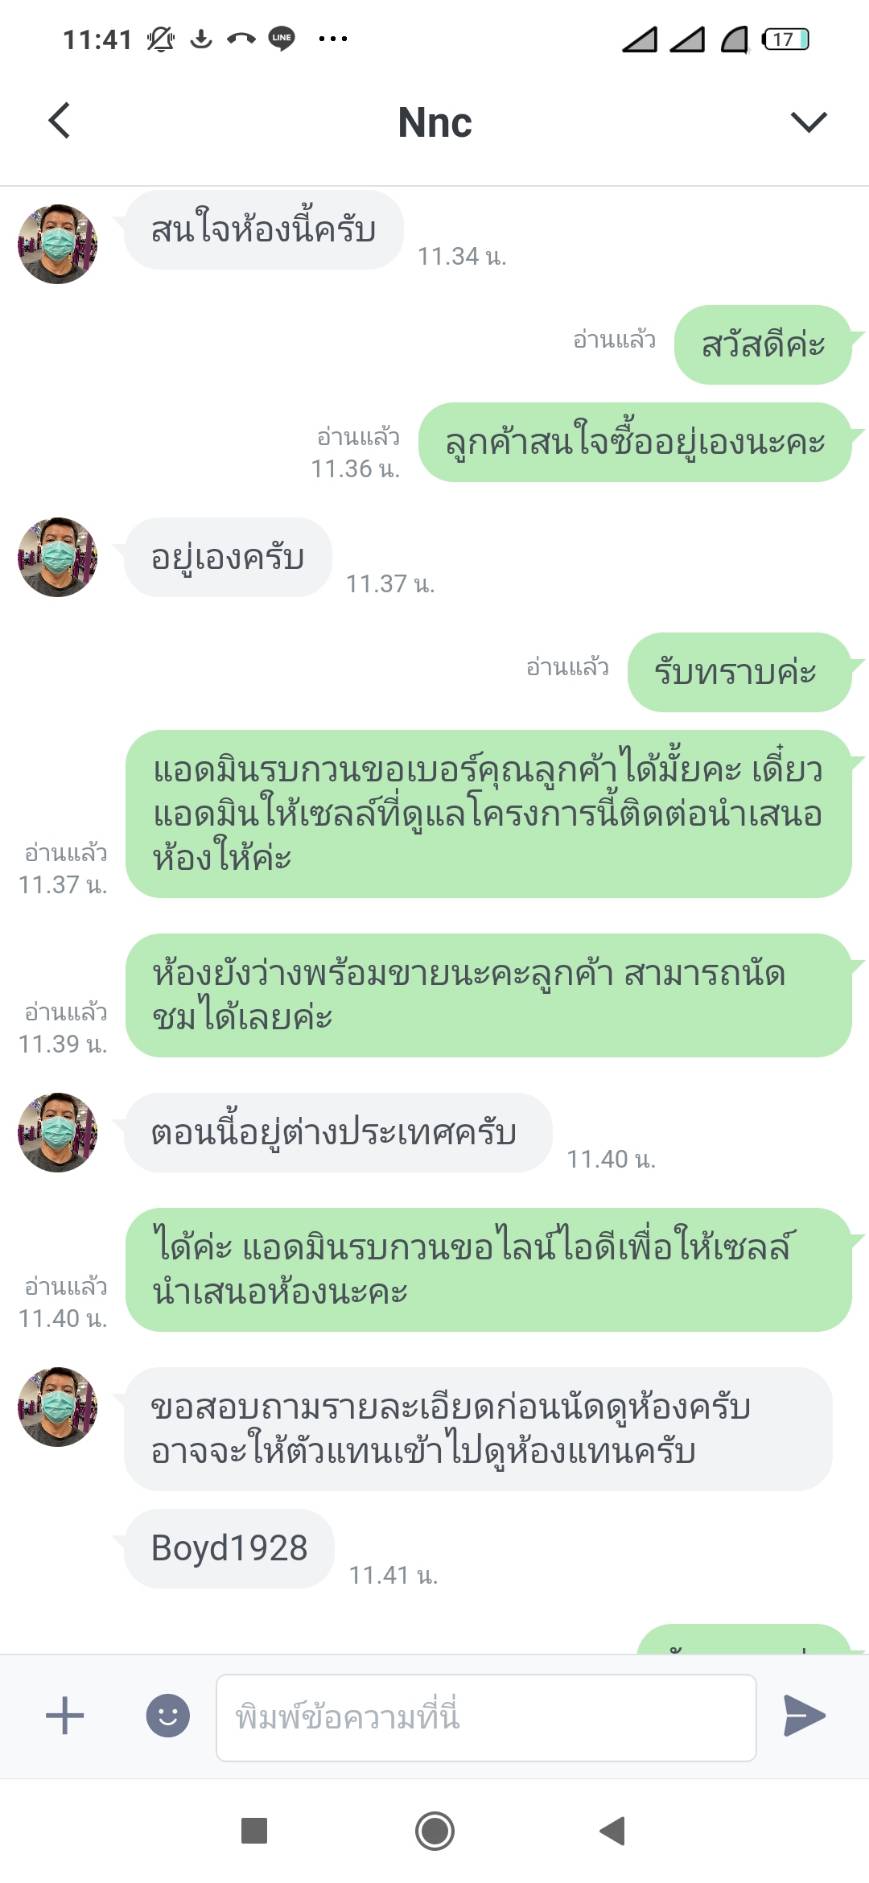 11:41
LINE
17
Nnc
สนใจห้องนี้ครับ
11.34 น.
อ่านแล้ว
สวัสดีค่ะ
ลูกค้าสนใจซื้ออยู่เองนะคะ
อ่านแล้ว
11.36 น.
อยู่เองครับ
11.37 น.
อ่านแล้ว
รับทราบค่ะ
แอดมินรบกวนขอเบอร์คุณลูกค้าได้มั้ยคะ เดี๋ยว
แอดมินให้เซลล์ที่ดูแลโครงการนี้ติดต่อนำเสนอ
ห้องให้ค่ะ
อ่านแล้ว
11.37 น.
ห้องยังว่างพร้อมขายนะคะลูกค้า สามารถนัด
ชมได้เลยค่ะ
อ่านแล้ว
11.39 น.
ตอนนี้อยู่ต่างประเทศครับ
11.40 น.
ได้ค่ะ แอดมินรบกวนขอไลน์ไอดีเพื่อให้เซลล์
นำเสนอห้องนะคะ
อ่านแล้ว
11.40 น.
ขอสอบถามรายละเอียดก่อนนัดดูห้องครับ
อาจจะให้ตัวแทนเข้าไปดูห้องแทนครับ
Boyd1928
11.41 น.
พิมพ์ข้อความที่นี่